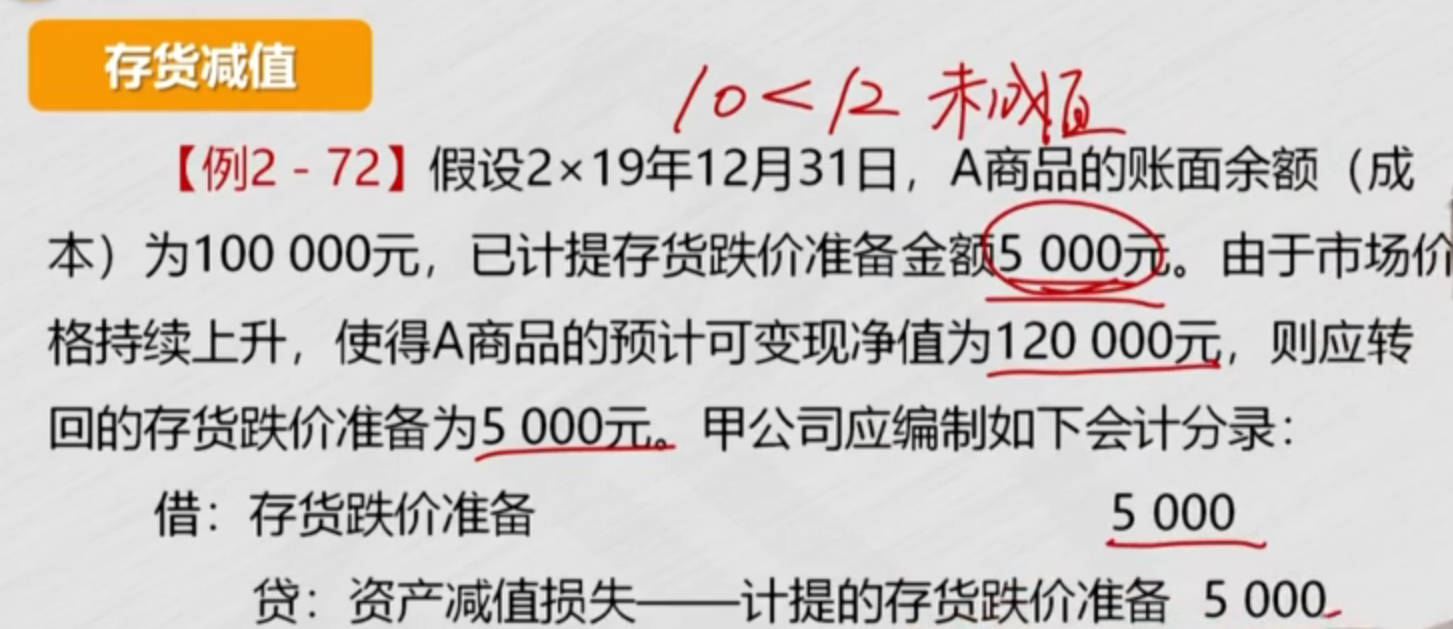 存货减值
10<12 未减值
【例2-72】假设2×19年12月31日，A商品的账面余额（成
本）为100 000元，已计提存货跌价准备金额5 000元。由于市场价
格持续上升，使得A商品的预计可变现净值为120 000元，则应转
回的存货跌价准备为5 000元。甲公司应编制如下会计分录：
借：存货跌价准备 5 000
贷：资产减值损失——计提的存货跌价准备 5 000